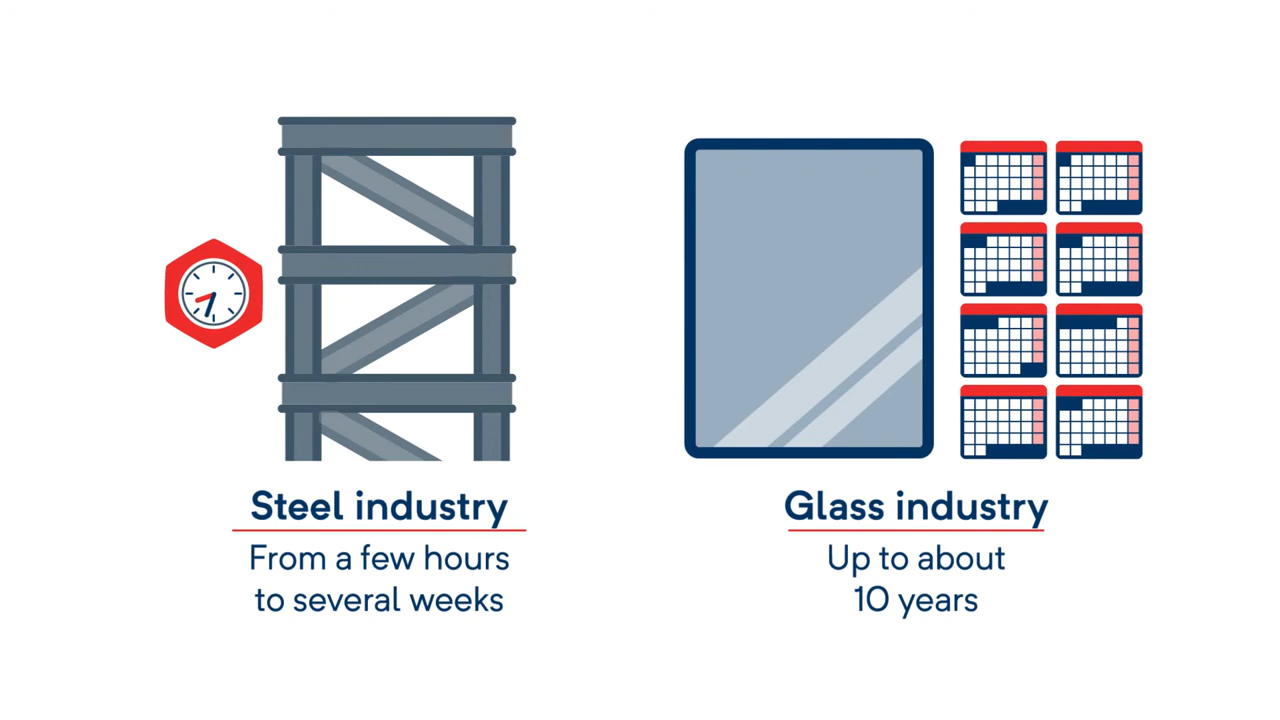 Steel industry
From a few hours
to several weeks
Glass industry
Up to about
10 years